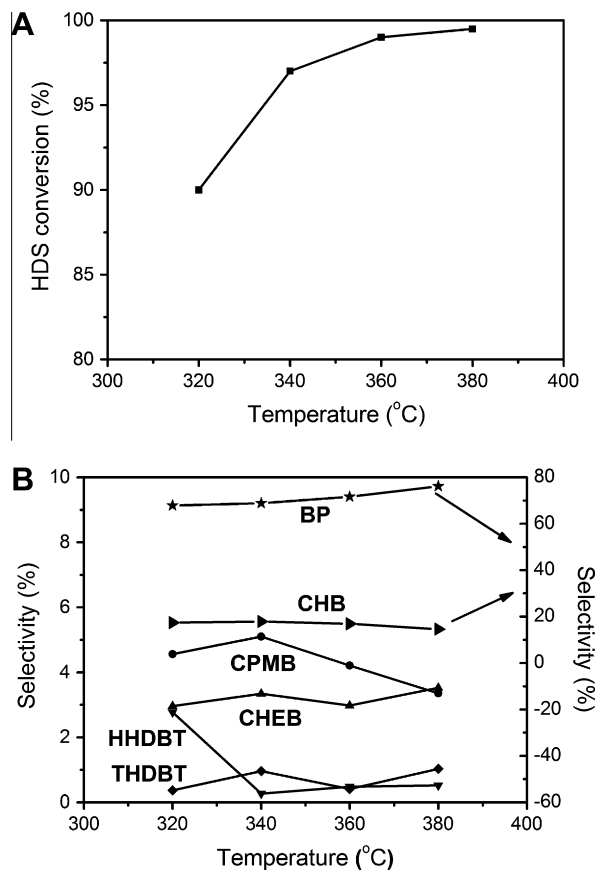 A
100
95
90
85
80
HDS conversion (%)
300 320 340 360 380 400
Temperature (°C)
B
10
8
6
4
2
0
Selectivity (%)
80
60
40
20
0
-20
-40
-60
Selectivity (%)
BP
CHB
CPMB
CHEB
HHDBT
THDBT
300 320 340 360 380 400
Temperature (°C)